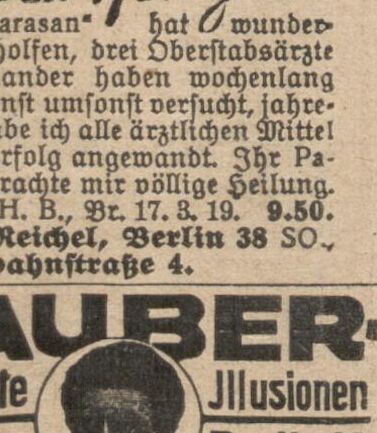 arasan" hat wunder-
holfen, drei Oberstabsärzte
ander haben wochenlang
nst umsonst versucht, jahre-
be ich alle ärztlichen Mittel
rfolg angewandt. Ihr Pa-
rachte mir völlige Heilung.
H. B., Br. 17. 3. 19. 9.50.
Reichel, Berlin 38 SO.,
bahnstraße 4.
AUBER-
te Jllusionen